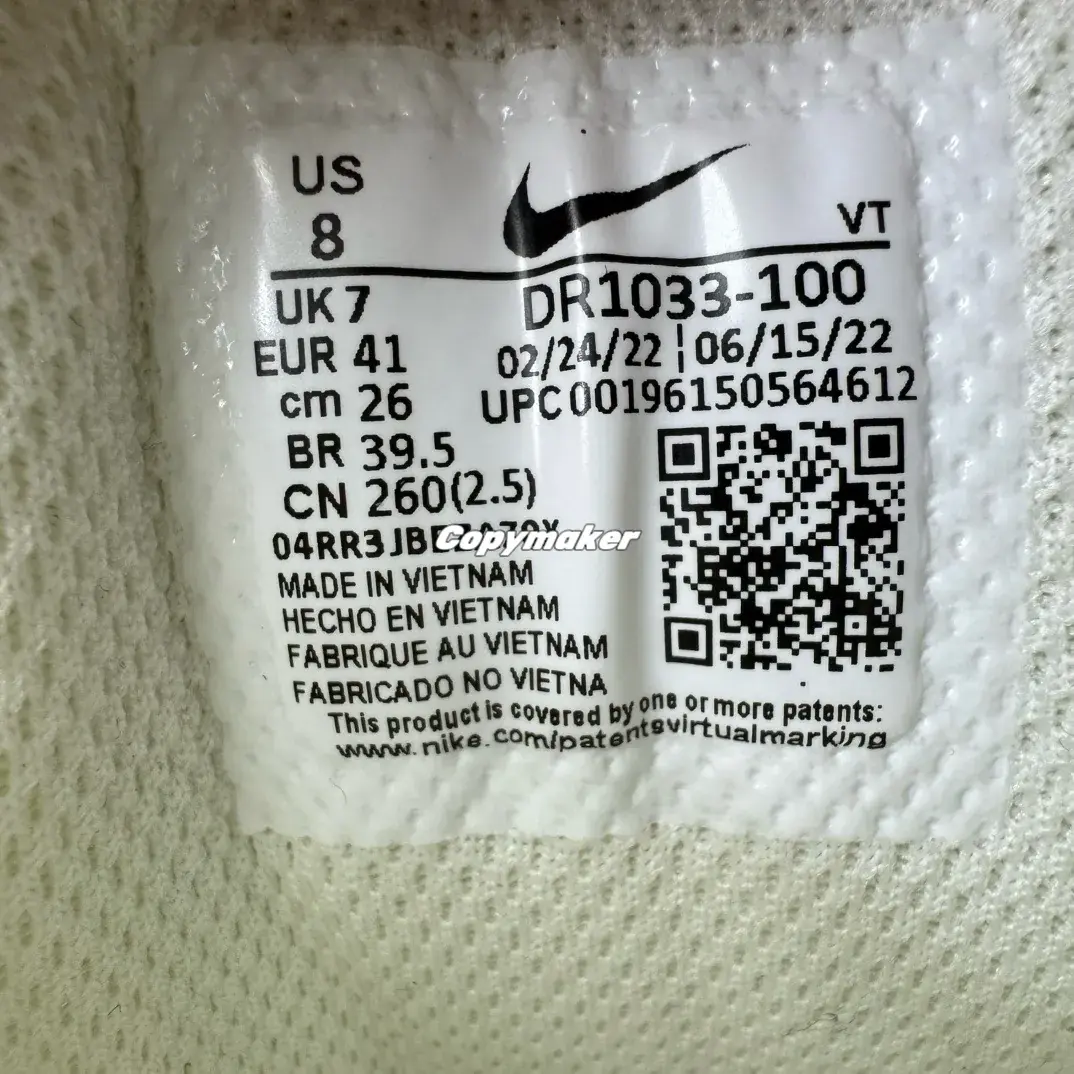 US
8
VT
UK 7
DR1033-100
EUR 41
02/24/22 | 06/15/22
cm 26
UPC 00196150564612
BR 39.5
CN 260(2.5)
Copymaker
MADE IN VIETNAM
HECHO EN VIETNAM
FABRIQUE AU VIETNAM
FABRICADO NO VIETNA
This product is covered by one or more patents:
www.nike.com/patentsvirtualmarking